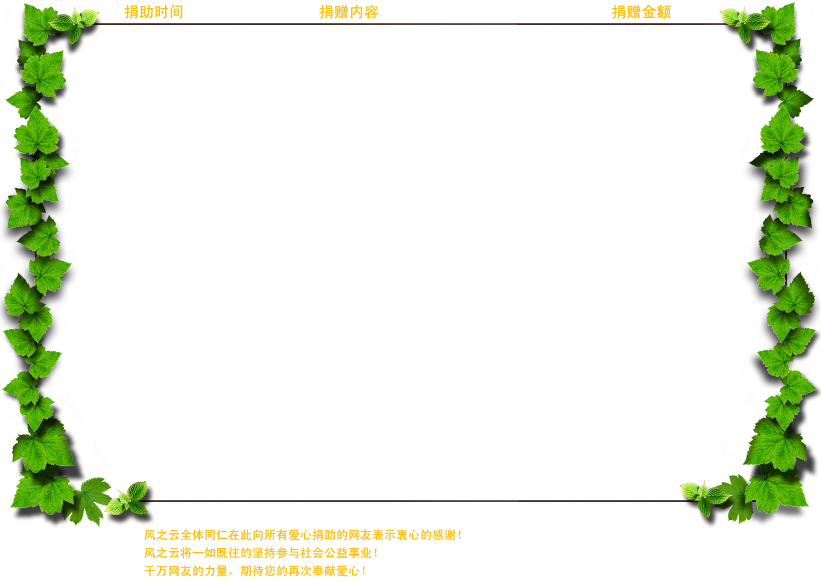 捐助时间 捐赠内容 捐赠金额
风之云全体同仁在此向所有爱心捐助的网友表示衷心的感谢！
风之云将一如既往的坚持参与社会公益事业！
千万网友的力量，期待您的再次奉献爱心！